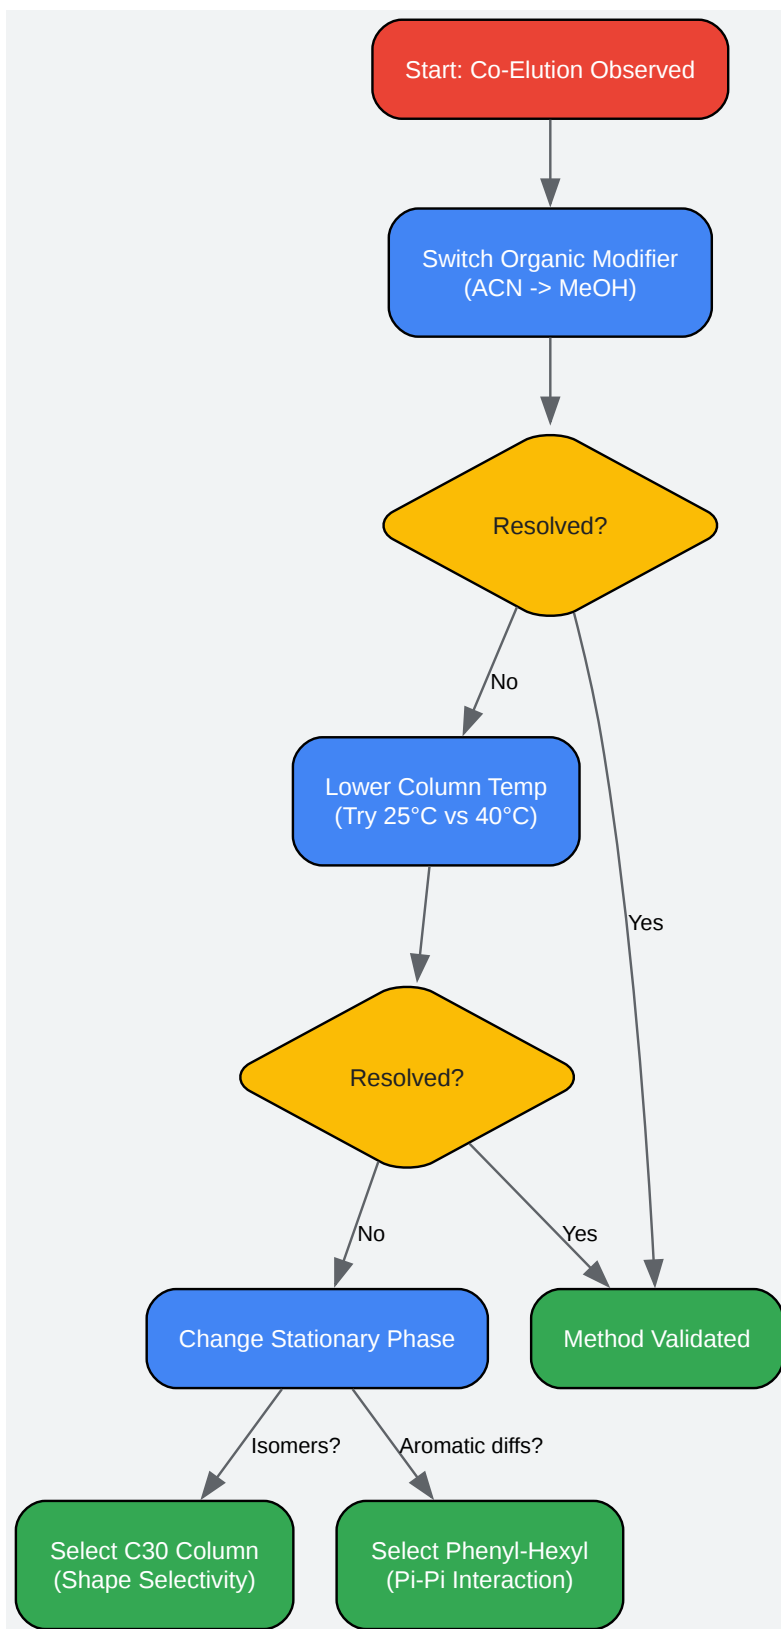 Start: Co-Elution Observed
Switch Organic Modifier
(ACN -> MeOH)
Resolved?
No
Lower Column Temp
(Try 25°C vs 40°C)
Yes
Resolved?
No
Yes
Change Stationary Phase
Method Validated
Isomers?
Aromatic diffs?
Select C30 Column
(Shape Selectivity)
Select Phenyl-Hexyl
(Pi-Pi Interaction)